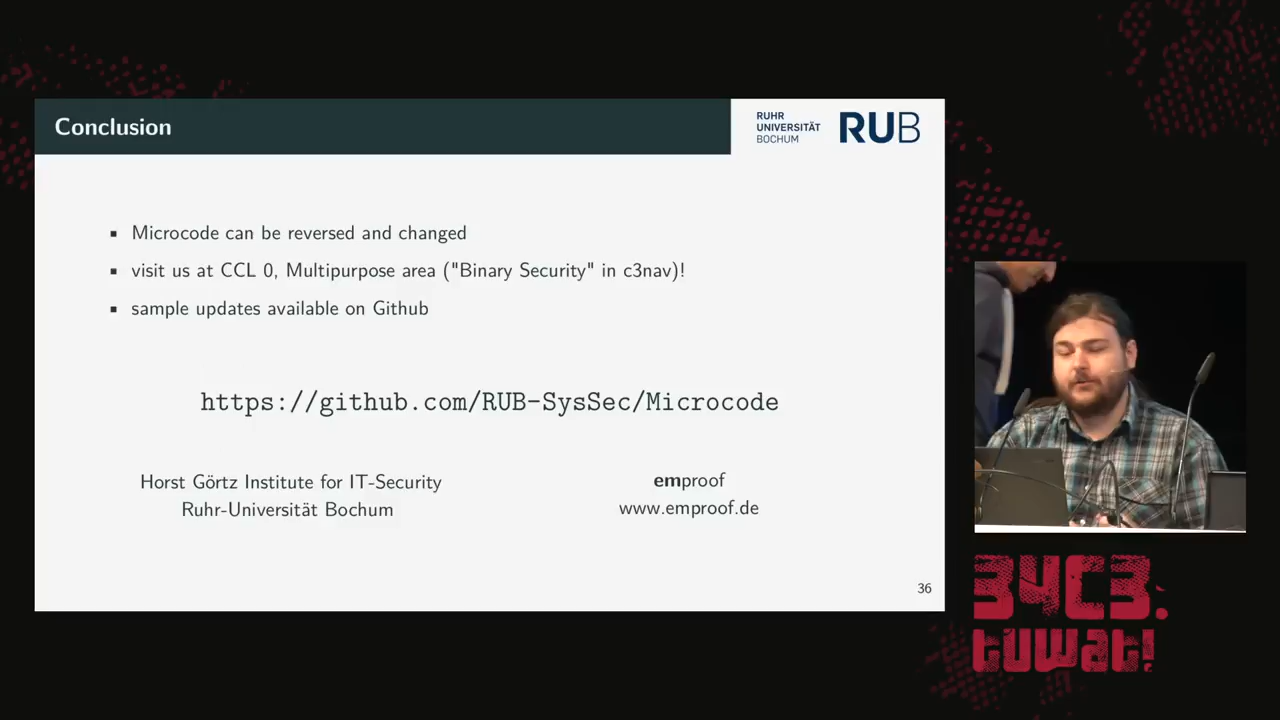 Conclusion
RUHR
UNIVERSITÄT
BOCHUM
RUB
▪ Microcode can be reversed and changed
▪ visit us at CCL 0, Multipurpose area ("Binary Security" in c3nav)!
▪ sample updates available on Github
https://github.com/RUB-SysSec/Microcode
Horst Görtz Institute for IT-Security
Ruhr-Universität Bochum
emproof
www.emproof.de
36
34C3.
tuwat!